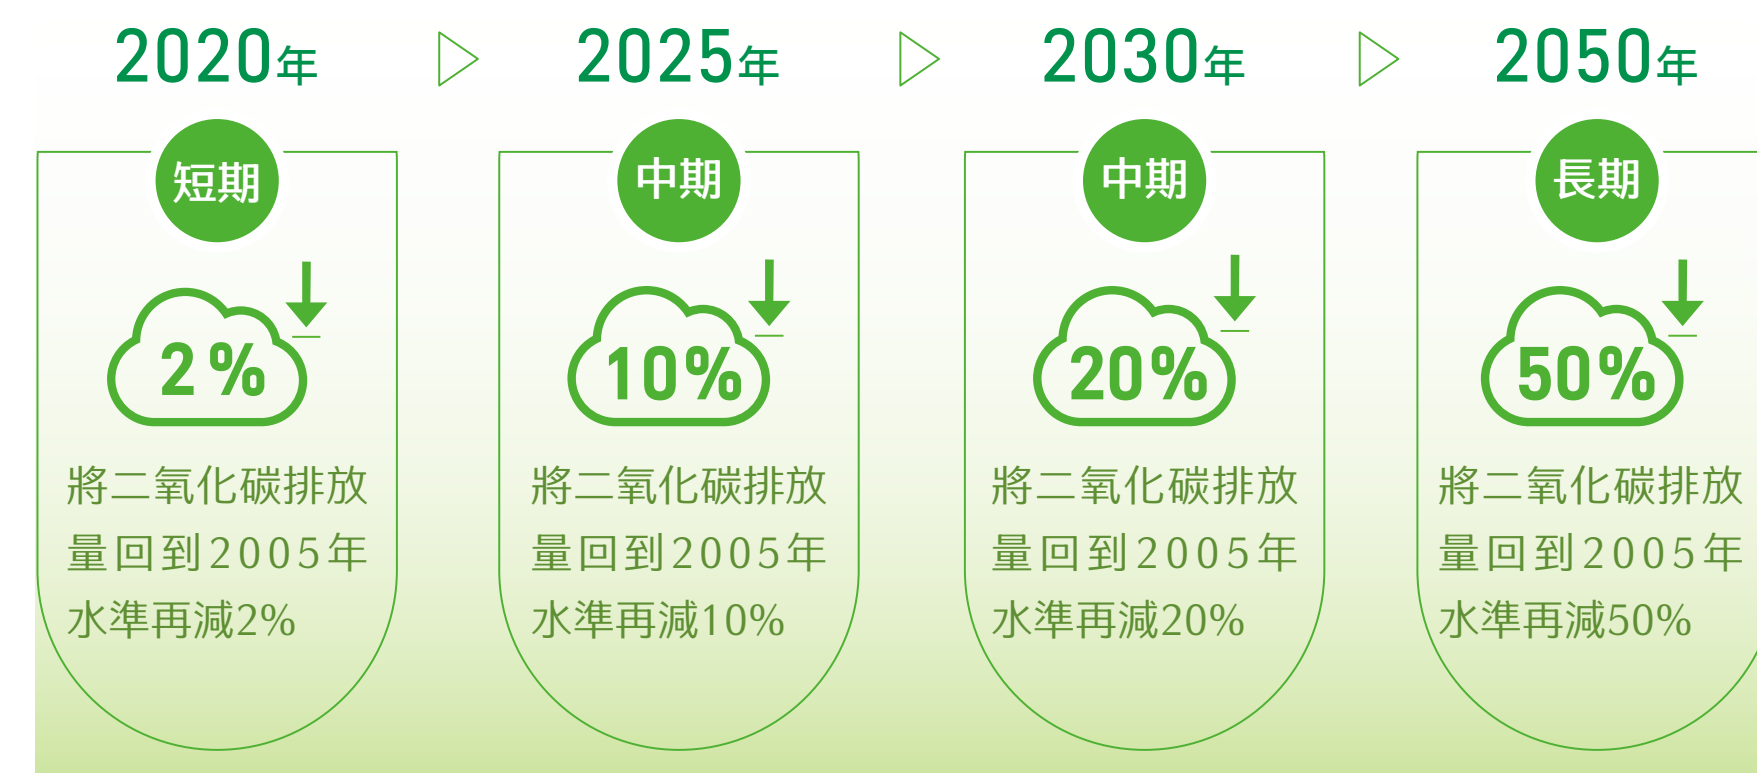 2020年
2025年
2030年
2050年
短期
中期
中期
長期
2%
10%
20%
50%
將二氧化碳排放
量回到2005年
水準再減2%
將二氧化碳排放
量回到2005年
水準再減10%
將二氧化碳排放
量回到2005年
水準再減20%
將二氧化碳排放
量回到2005年
水準再減50%